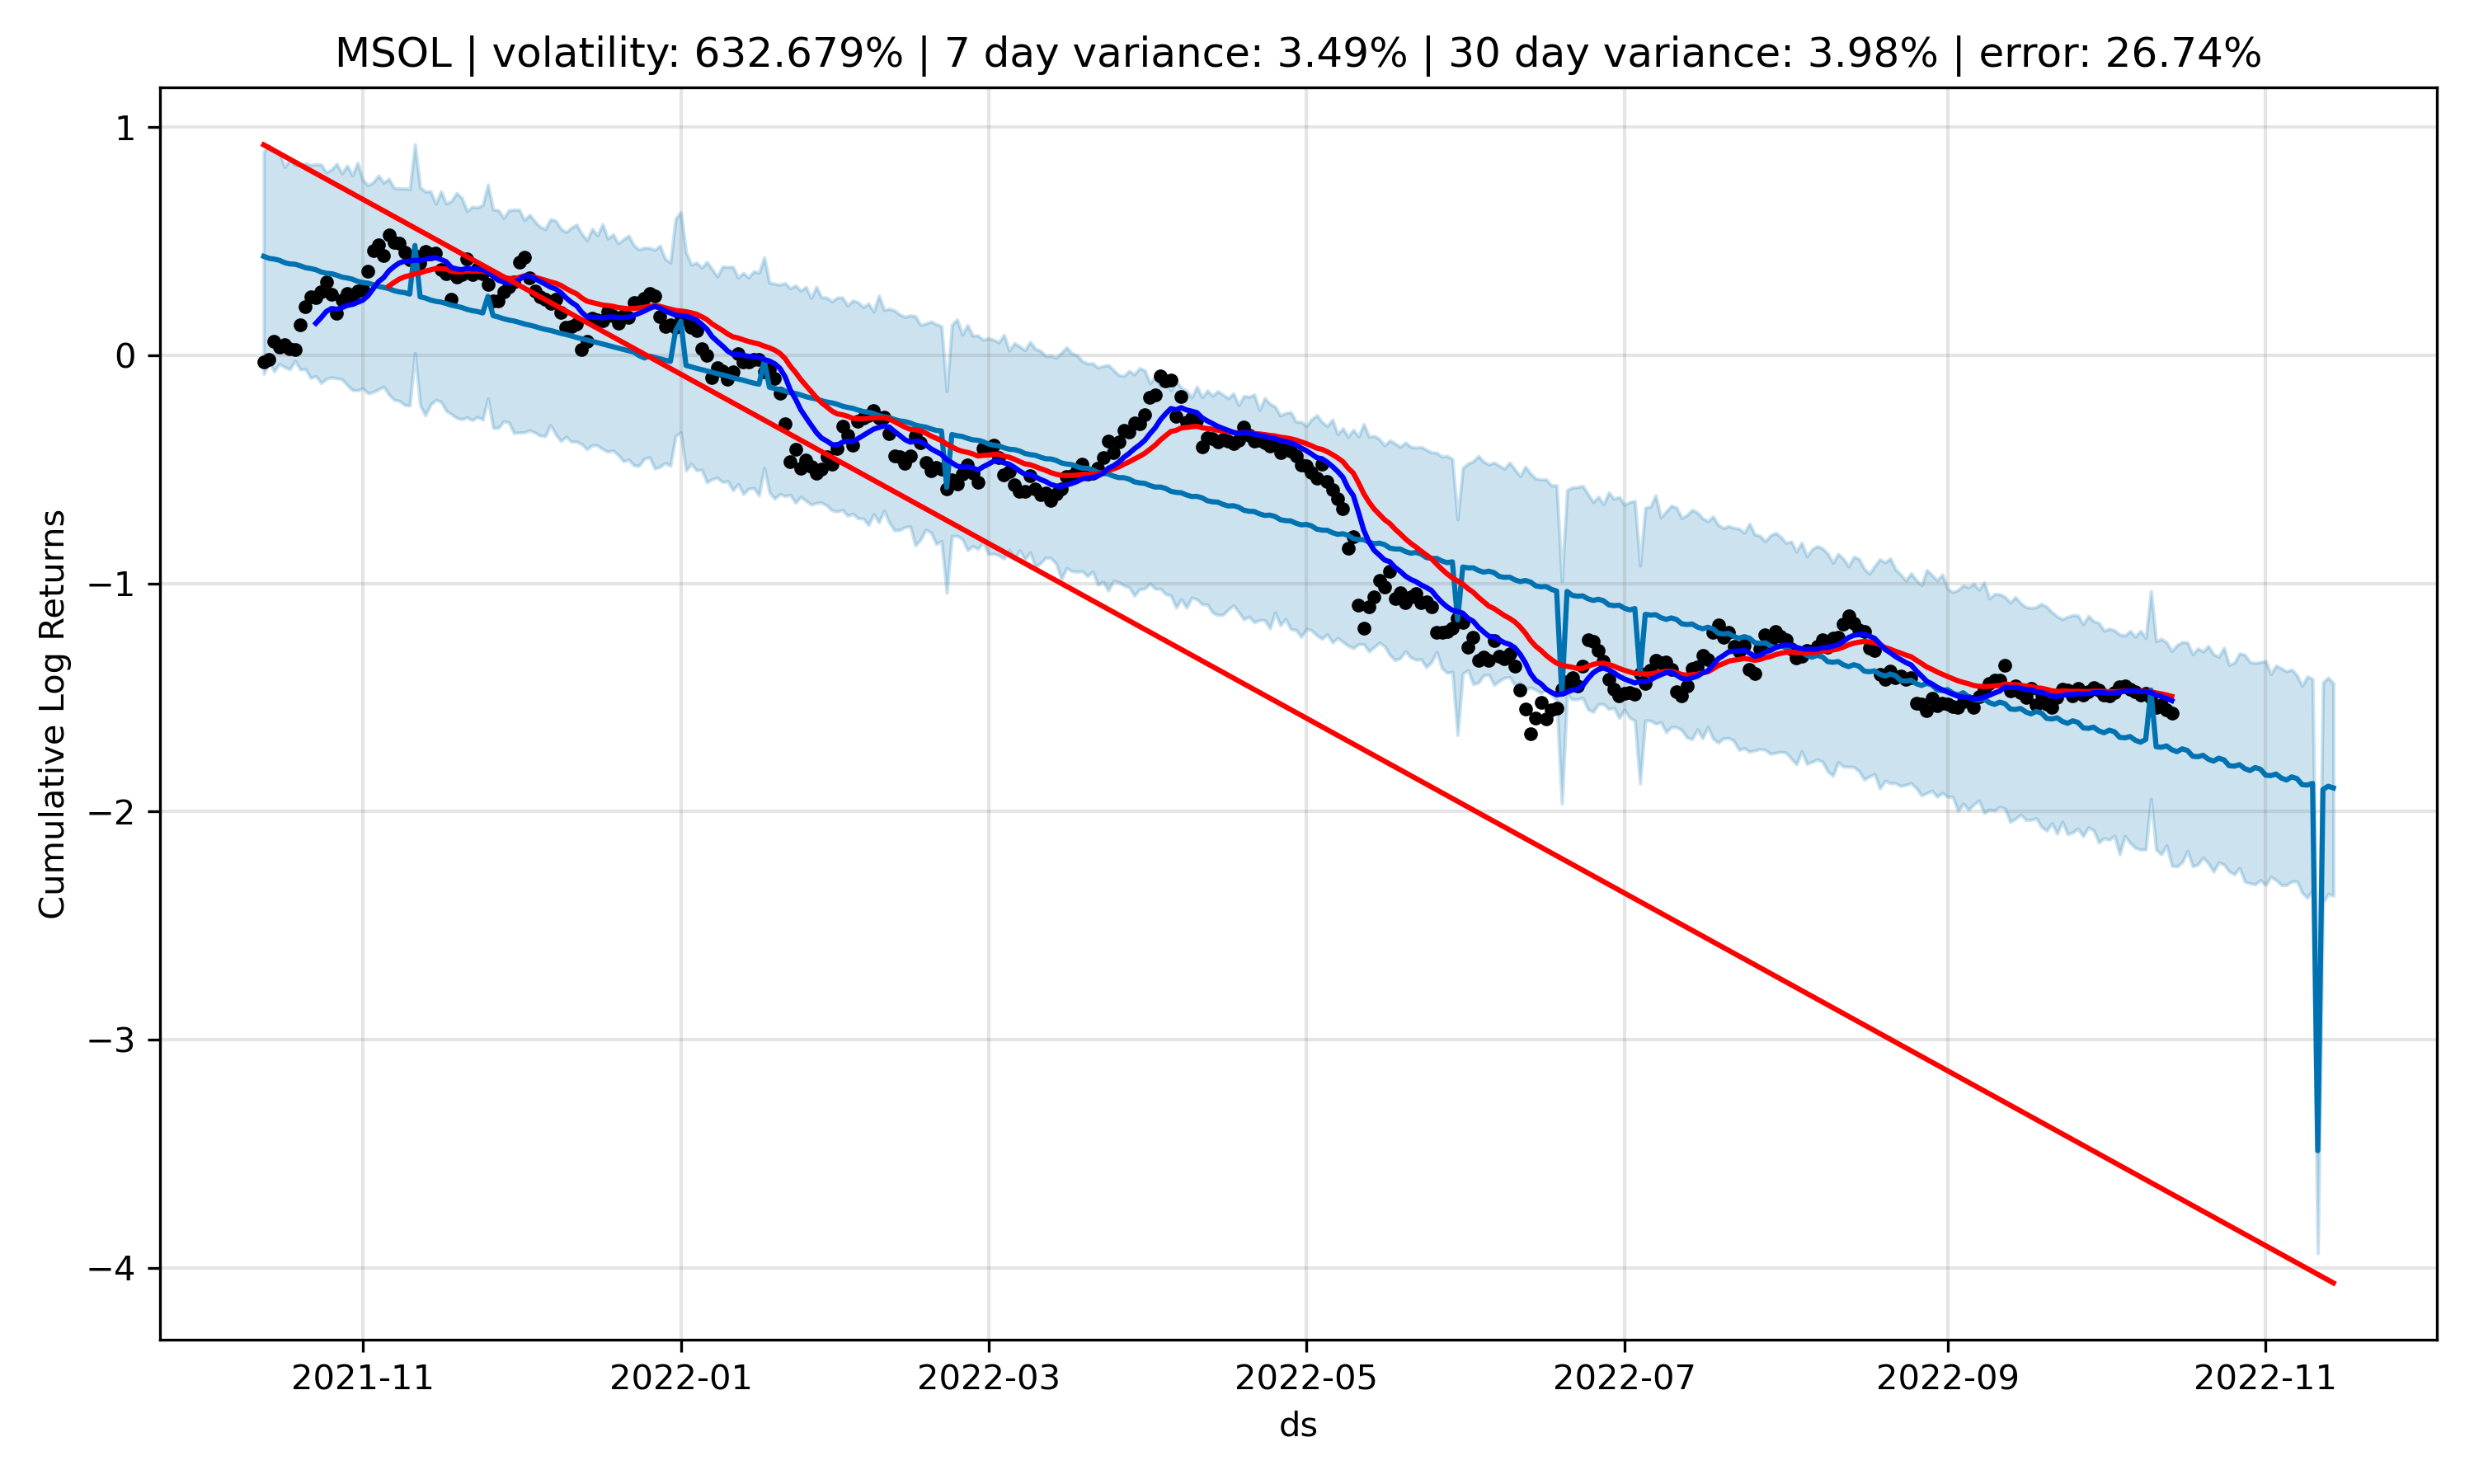 MSOL | volatility: 632.679% | 7 day variance: 3.49% | 30 day variance: 3.98% | error: 26.74%
Cumulative Log Returns
1
0
−1
−2
−3
−4
2021-11 2022-01 2022-03 2022-05 2022-07 2022-09 2022-11
ds